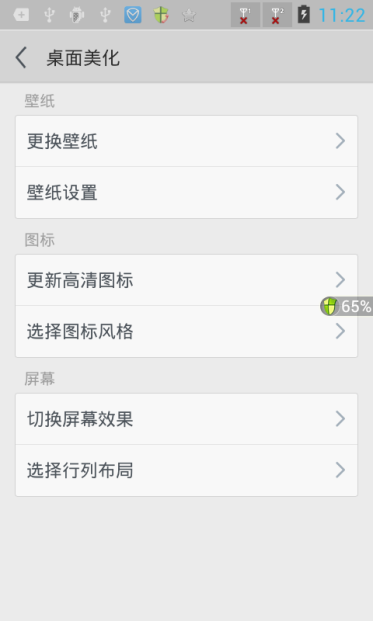 11:22
桌面美化
壁纸
更换壁纸
壁纸设置
图标
更新高清图标
65%
选择图标风格
屏幕
切换屏幕效果
选择行列布局